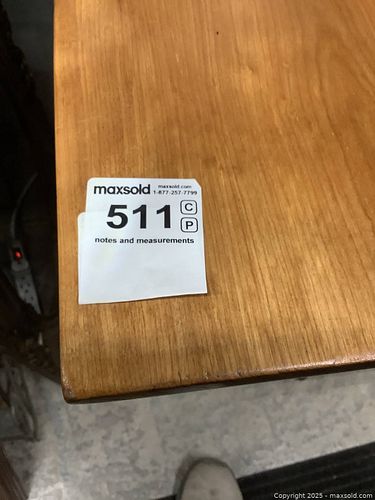 maxsold maxsold.com
1-877-257-7799
511 C
P
notes and measurements
Copyright © 2025 - maxsold.com